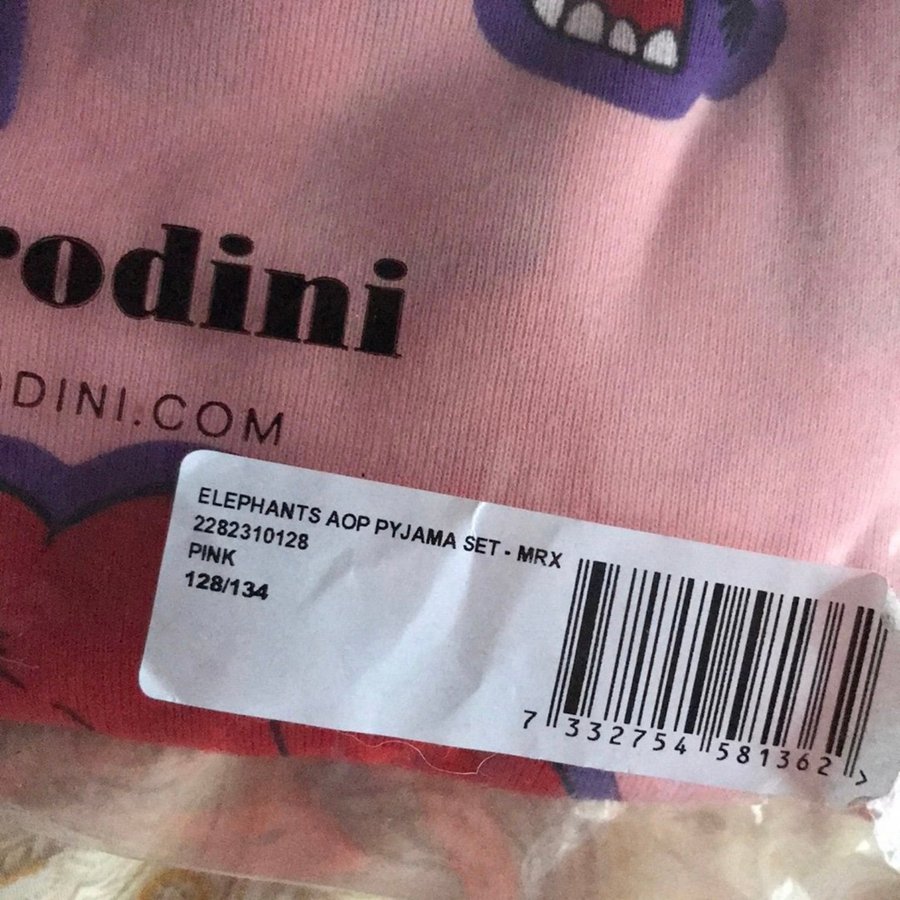 rodini
ODINI.COM
ELEPHANTS AOP PYJAMA SET - MRX
2282310128
PINK
128/134
7 332754 581362 >